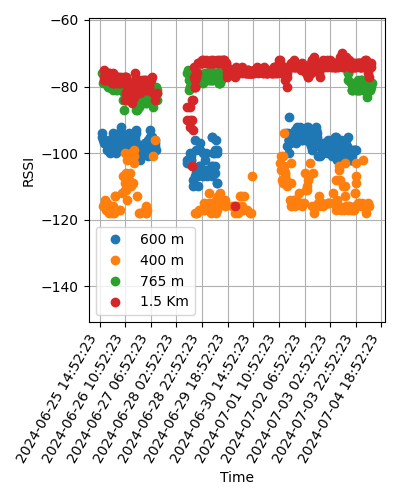 −60
−80
−100
−120
−140
RSSI
600 m
400 m
765 m
1.5 Km
2024-06-25 14:52:23
2024-06-26 10:52:23
2024-06-27 06:52:23
2024-06-28 02:52:23
2024-06-28 22:52:23
2024-06-29 18:52:23
2024-06-30 14:52:23
2024-07-01 10:52:23
2024-07-02 06:52:23
2024-07-03 02:52:23
2024-07-03 22:52:23
2024-07-04 18:52:23
Time